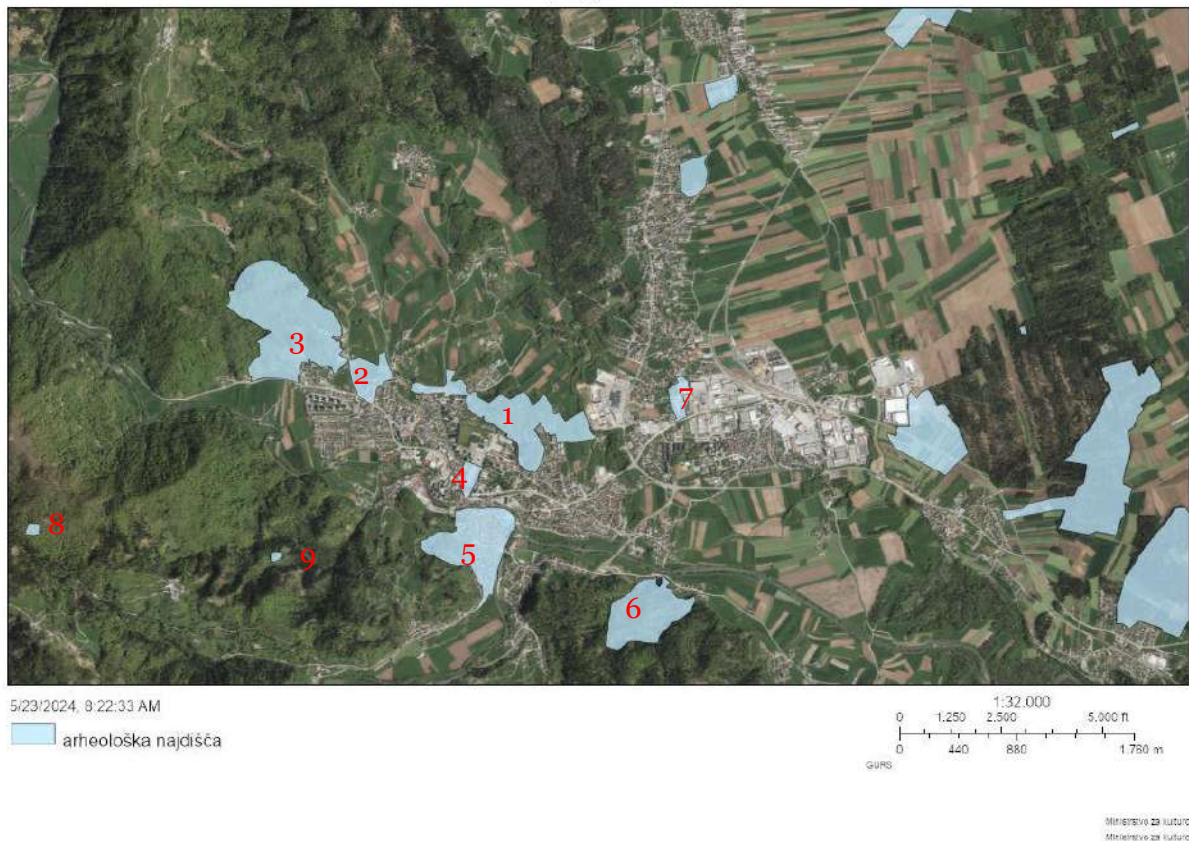 3
2
1
7
4
8
5
9
6
5/23/2024, 8:22:33 AM
arheološka najdišča
1:32.000
0 1.250 2.500 5.000 ft
0 440 880 1.760 m
GURS
Ministrstvo za kulturo
Ministrstvo za kulturo